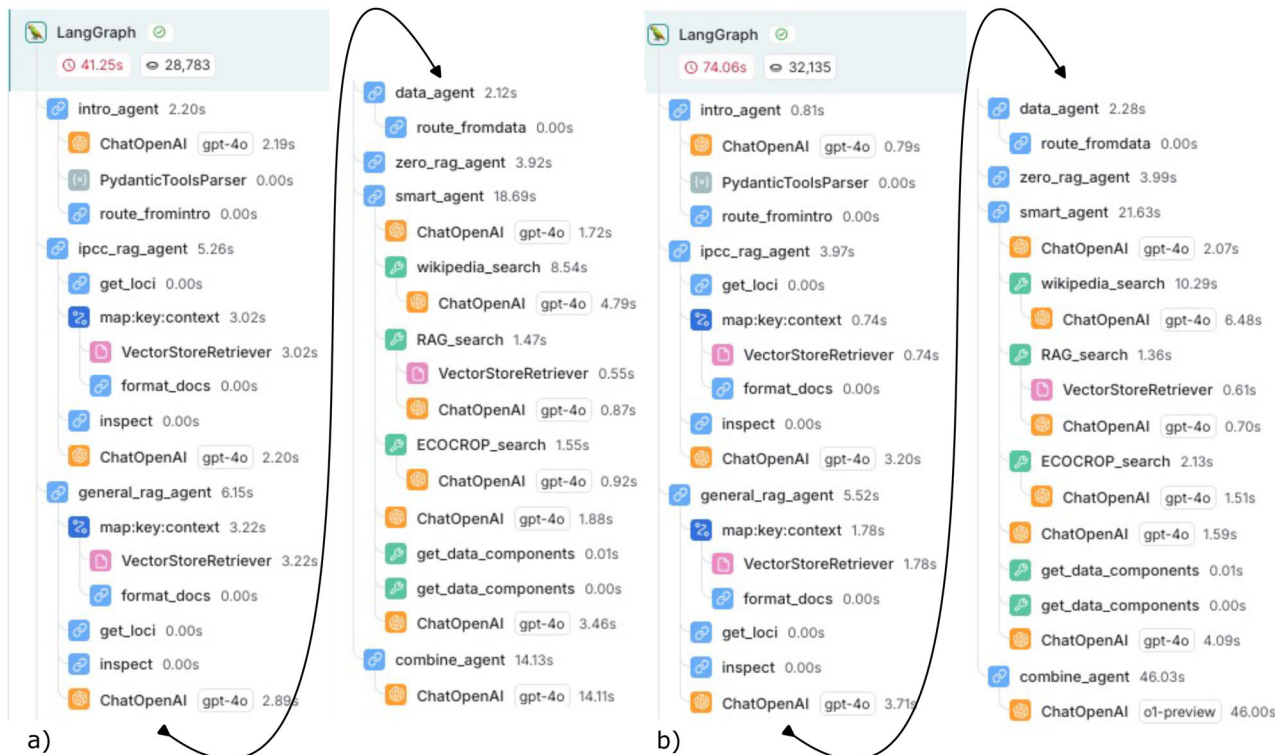 LangGraph
41.25s 28,783
intro_agent 2.20s
ChatOpenAI gpt-4o 2.19s
PydanticToolsParser 0.00s
route_fromintro 0.00s
ipcc_rag_agent 5.26s
get_loci 0.00s
map:key:context 3.02s
VectorStoreRetriever 3.02s
format_docs 0.00s
inspect 0.00s
ChatOpenAI gpt-4o 2.20s
general_rag_agent 6.15s
map:key:context 3.22s
VectorStoreRetriever 3.22s
format_docs 0.00s
get_loci 0.00s
inspect 0.00s
ChatOpenAI gpt-4o 2.89s
a)
data_agent 2.12s
route_fromdata 0.00s
zero_rag_agent 3.92s
smart_agent 18.69s
ChatOpenAI gpt-4o 1.72s
wikipedia_search 8.54s
ChatOpenAI gpt-4o 4.79s
RAG_search 1.47s
VectorStoreRetriever 0.55s
ChatOpenAI gpt-4o 0.87s
ECOCROP_search 1.55s
ChatOpenAI gpt-4o 0.92s
ChatOpenAI gpt-4o 1.88s
get_data_components 0.01s
get_data_components 0.00s
ChatOpenAI gpt-4o 3.46s
combine_agent 14.13s
ChatOpenAI gpt-4o 14.11s
LangGraph
74.06s 32,135
intro_agent 0.81s
ChatOpenAI gpt-4o 0.79s
PydanticToolsParser 0.00s
route_fromintro 0.00s
ipcc_rag_agent 3.97s
get_loci 0.00s
map:key:context 0.74s
VectorStoreRetriever 0.74s
format_docs 0.00s
inspect 0.00s
ChatOpenAI gpt-4o 3.20s
general_rag_agent 5.52s
map:key:context 1.78s
VectorStoreRetriever 1.78s
format_docs 0.00s
get_loci 0.00s
inspect 0.00s
ChatOpenAI gpt-4o 3.71s
b)
data_agent 2.28s
route_fromdata 0.00s
zero_rag_agent 3.99s
smart_agent 21.63s
ChatOpenAI gpt-4o 2.07s
wikipedia_search 10.29s
ChatOpenAI gpt-4o 6.48s
RAG_search 1.36s
VectorStoreRetriever 0.61s
ChatOpenAI gpt-4o 0.70s
ECOCROP_search 2.13s
ChatOpenAI gpt-4o 1.51s
ChatOpenAI gpt-4o 1.59s
get_data_components 0.01s
get_data_components 0.00s
ChatOpenAI gpt-4o 4.09s
combine_agent 46.03s
ChatOpenAI o1-preview 46.00s